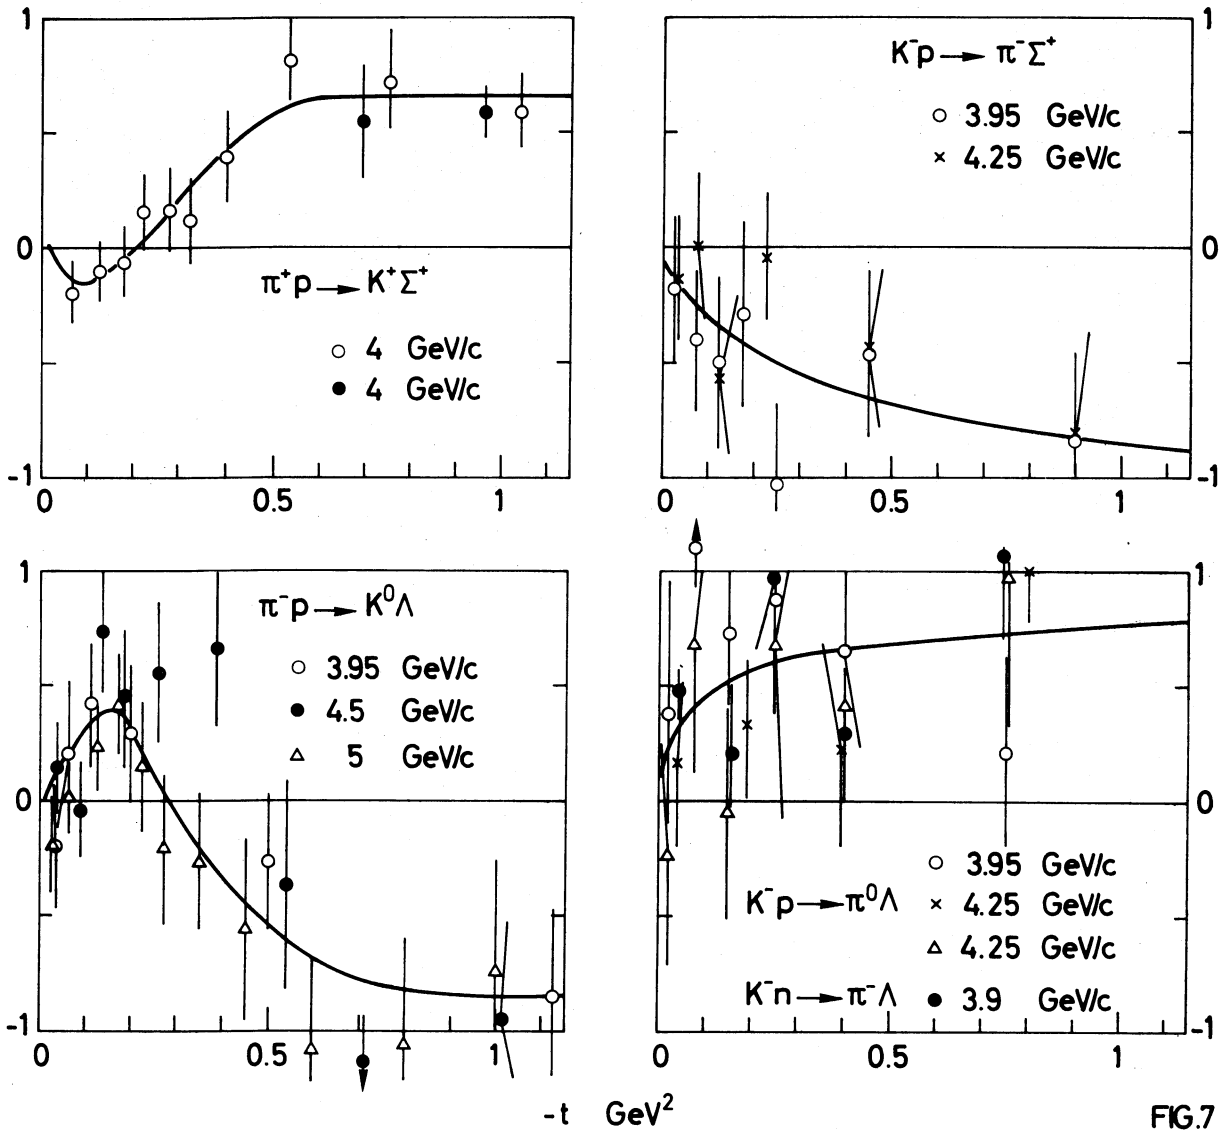 1
0
-1
π⁺p → K⁺Σ⁺
○ 4 GeV/c
● 4 GeV/c
0 0.5 1
K⁻p → π⁻Σ⁺
○ 3.95 GeV/c
× 4.25 GeV/c
1
0
-1
0 0.5 1
1
0
-1
π⁻p → K⁰Λ
○ 3.95 GeV/c
● 4.5 GeV/c
△ 5 GeV/c
0 0.5 1
1
0
-1
○ 3.95 GeV/c
K⁻p → π⁰Λ × 4.25 GeV/c
△ 4.25 GeV/c
K⁻n → π⁻Λ ● 3.9 GeV/c
0 0.5 1
-t GeV²
FIG.7